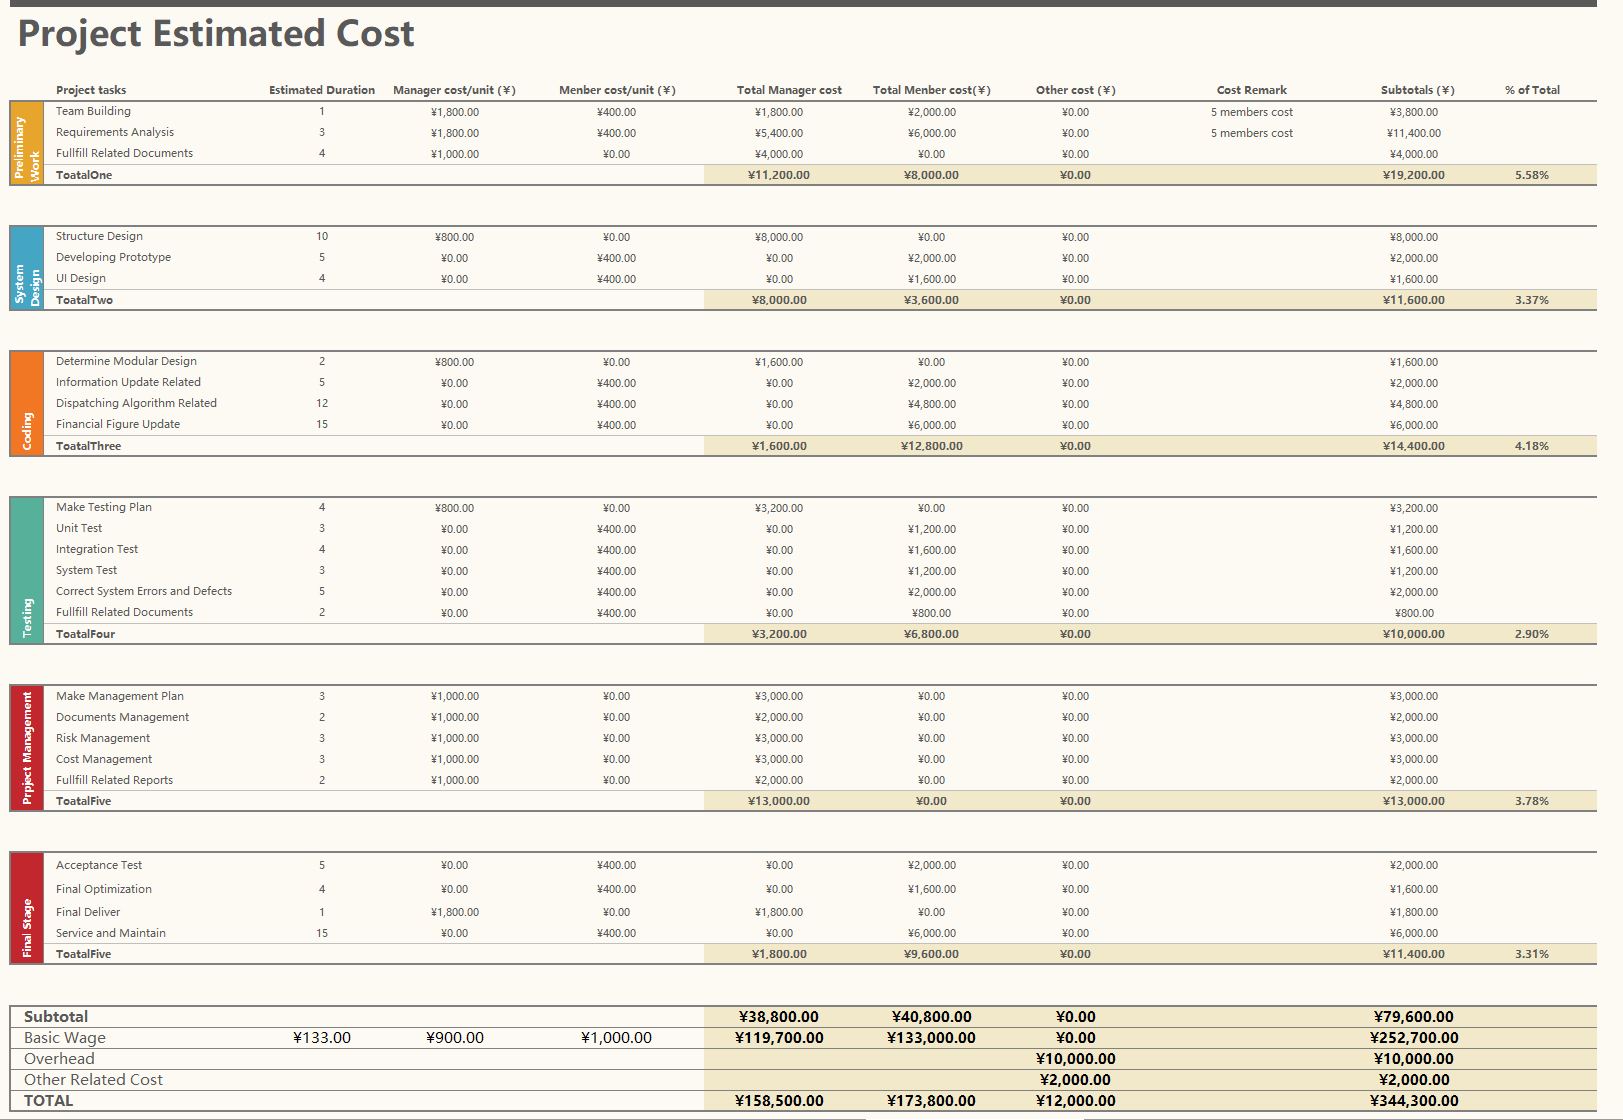 Project Estimated Cost
Project tasks Estimated Duration Manager cost/unit (¥) Menber cost/unit (¥) Total Manager cost Total Menber cost(¥) Other cost (¥) Cost Remark Subtotals (¥) % of Total
Preliminary Work
Team Building 1 ¥1,800.00 ¥400.00 ¥1,800.00 ¥2,000.00 ¥0.00 5 members cost ¥3,800.00
Requirements Analysis 3 ¥1,800.00 ¥400.00 ¥5,400.00 ¥6,000.00 ¥0.00 5 members cost ¥11,400.00
Fullfill Related Documents 4 ¥1,000.00 ¥0.00 ¥4,000.00 ¥0.00 ¥0.00 ¥4,000.00
ToatalOne ¥11,200.00 ¥8,000.00 ¥0.00 ¥19,200.00 5.58%
System Design
Structure Design 10 ¥800.00 ¥0.00 ¥8,000.00 ¥0.00 ¥0.00 ¥8,000.00
Developing Prototype 5 ¥0.00 ¥400.00 ¥0.00 ¥2,000.00 ¥0.00 ¥2,000.00
UI Design 4 ¥0.00 ¥400.00 ¥0.00 ¥1,600.00 ¥0.00 ¥1,600.00
ToatalTwo ¥8,000.00 ¥3,600.00 ¥0.00 ¥11,600.00 3.37%
Coding
Determine Modular Design 2 ¥800.00 ¥0.00 ¥1,600.00 ¥0.00 ¥0.00 ¥1,600.00
Information Update Related 5 ¥0.00 ¥400.00 ¥0.00 ¥2,000.00 ¥0.00 ¥2,000.00
Dispatching Algorithm Related 12 ¥0.00 ¥400.00 ¥0.00 ¥4,800.00 ¥0.00 ¥4,800.00
Financial Figure Update 15 ¥0.00 ¥400.00 ¥0.00 ¥6,000.00 ¥0.00 ¥6,000.00
ToatalThree ¥1,600.00 ¥12,800.00 ¥0.00 ¥14,400.00 4.18%
Testing
Make Testing Plan 4 ¥800.00 ¥0.00 ¥3,200.00 ¥0.00 ¥0.00 ¥3,200.00
Unit Test 3 ¥0.00 ¥400.00 ¥0.00 ¥1,200.00 ¥0.00 ¥1,200.00
Integration Test 4 ¥0.00 ¥400.00 ¥0.00 ¥1,600.00 ¥0.00 ¥1,600.00
System Test 3 ¥0.00 ¥400.00 ¥0.00 ¥1,200.00 ¥0.00 ¥1,200.00
Correct System Errors and Defects 5 ¥0.00 ¥400.00 ¥0.00 ¥2,000.00 ¥0.00 ¥2,000.00
Fullfill Related Documents 2 ¥0.00 ¥400.00 ¥0.00 ¥800.00 ¥0.00 ¥800.00
ToatalFour ¥3,200.00 ¥6,800.00 ¥0.00 ¥10,000.00 2.90%
Prpject Management
Make Management Plan 3 ¥1,000.00 ¥0.00 ¥3,000.00 ¥0.00 ¥0.00 ¥3,000.00
Documents Management 2 ¥1,000.00 ¥0.00 ¥2,000.00 ¥0.00 ¥0.00 ¥2,000.00
Risk Management 3 ¥1,000.00 ¥0.00 ¥3,000.00 ¥0.00 ¥0.00 ¥3,000.00
Cost Management 3 ¥1,000.00 ¥0.00 ¥3,000.00 ¥0.00 ¥0.00 ¥3,000.00
Fullfill Related Reports 2 ¥1,000.00 ¥0.00 ¥2,000.00 ¥0.00 ¥0.00 ¥2,000.00
ToatalFive ¥13,000.00 ¥0.00 ¥0.00 ¥13,000.00 3.78%
Final Stage
Acceptance Test 5 ¥0.00 ¥400.00 ¥0.00 ¥2,000.00 ¥0.00 ¥2,000.00
Final Optimization 4 ¥0.00 ¥400.00 ¥0.00 ¥1,600.00 ¥0.00 ¥1,600.00
Final Deliver 1 ¥1,800.00 ¥0.00 ¥1,800.00 ¥0.00 ¥0.00 ¥1,800.00
Service and Maintain 15 ¥0.00 ¥400.00 ¥0.00 ¥6,000.00 ¥0.00 ¥6,000.00
ToatalFive ¥1,800.00 ¥9,600.00 ¥0.00 ¥11,400.00 3.31%
Subtotal ¥38,800.00 ¥40,800.00 ¥0.00 ¥79,600.00
Basic Wage ¥133.00 ¥900.00 ¥1,000.00 ¥119,700.00 ¥133,000.00 ¥0.00 ¥252,700.00
Overhead ¥10,000.00 ¥10,000.00
Other Related Cost ¥2,000.00 ¥2,000.00
TOTAL ¥158,500.00 ¥173,800.00 ¥12,000.00 ¥344,300.00